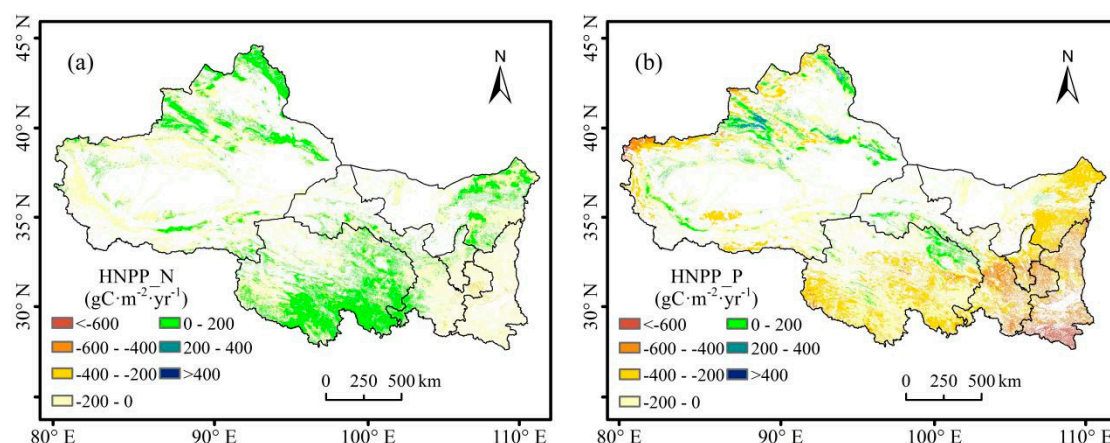 (a)
N
45° N
40° N
35° N
30° N
HNPP_N
(gC·m⁻²·yr⁻¹)
<-600
-600 - -400
-400 - -200
-200 - 0
0 - 200
200 - 400
>400
0 250 500 km
80° E 90° E 100° E 110° E
(b)
N
45° N
40° N
35° N
30° N
HNPP_P
(gC·m⁻²·yr⁻¹)
<-600
-600 - -400
-400 - -200
-200 - 0
0 - 200
200 - 400
>400
0 250 500 km
80° E 90° E 100° E 110° E